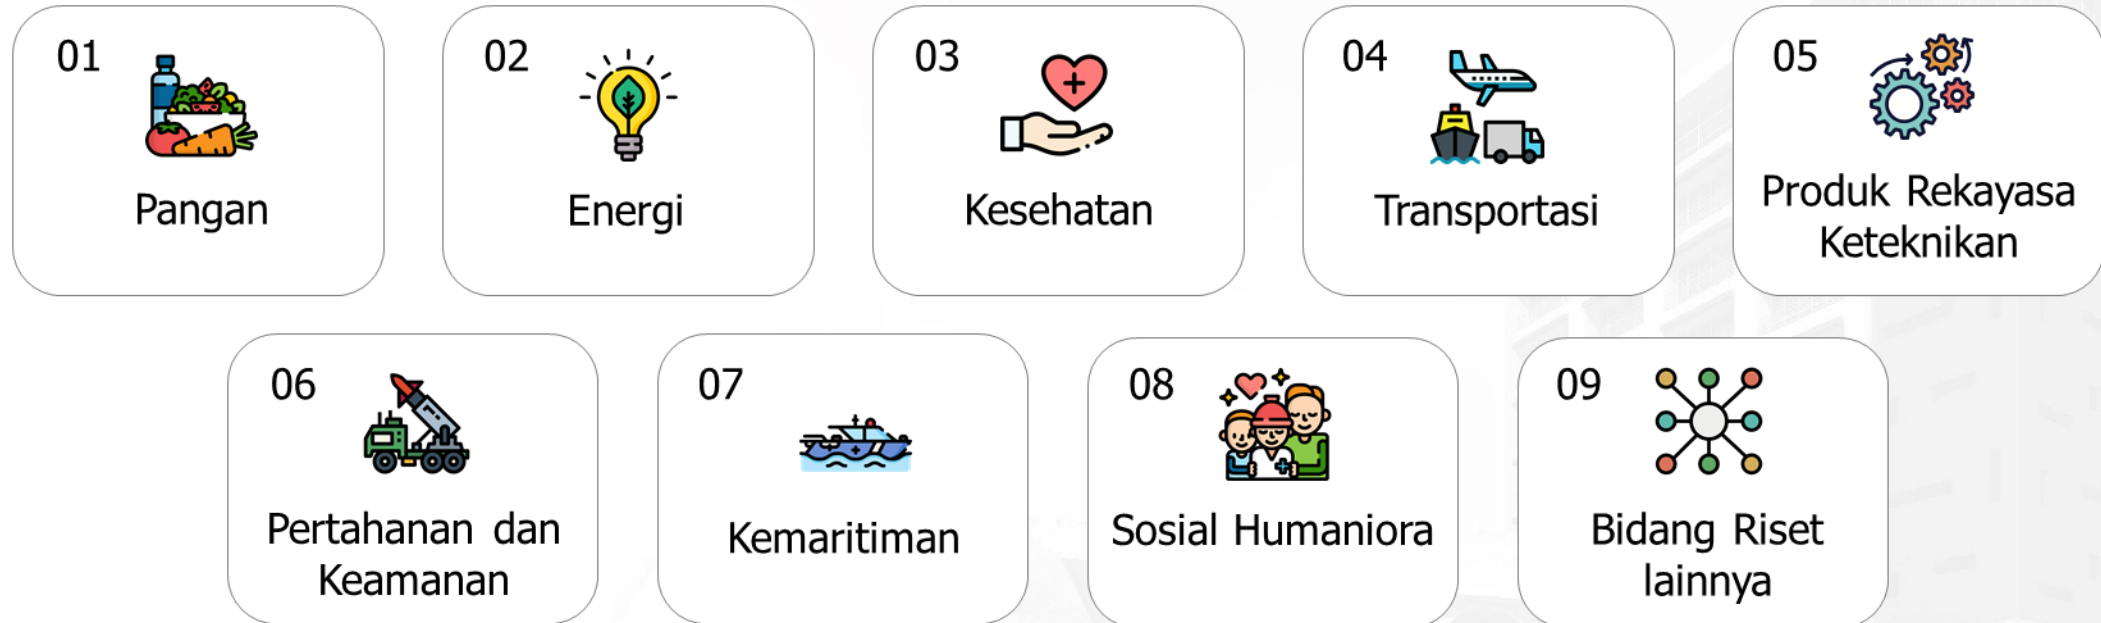 01
Pangan
02
Energi
03
Kesehatan
04
Transportasi
05
Produk Rekayasa
Keteknikan
06
Pertahanan dan
Keamanan
07
Kemaritiman
08
Sosial Humaniora
09
Bidang Riset
lainnya